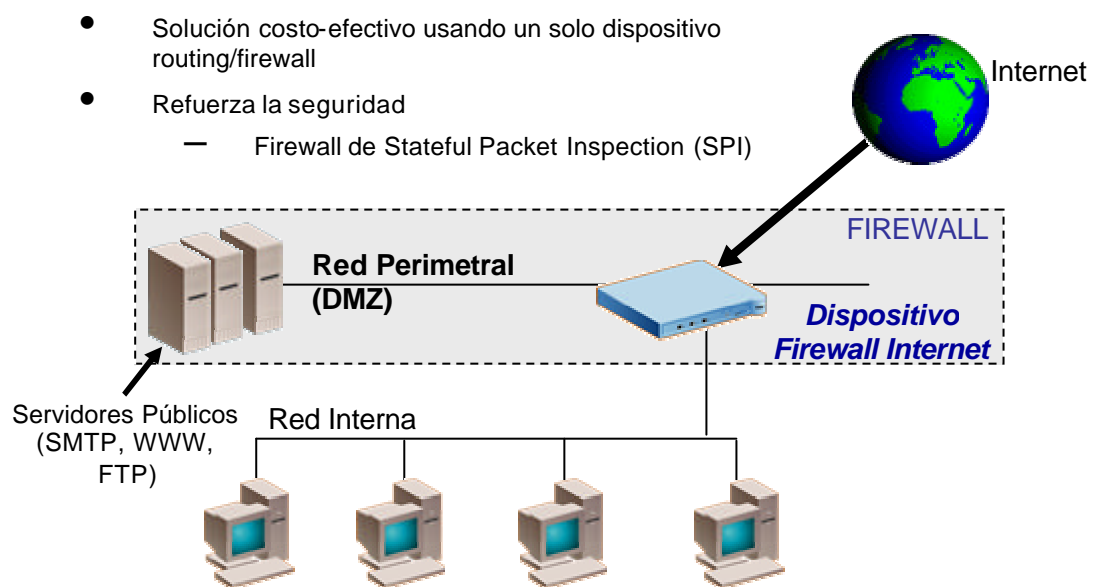 • Solución costo-efectivo usando un solo dispositivo
routing/firewall
• Refuerza la seguridad
– Firewall de Stateful Packet Inspection (SPI)
Internet
FIREWALL
Red Perimetral
(DMZ)
Dispositivo
Firewall Internet
Servidores Públicos
(SMTP, WWW,
FTP)
Red Interna